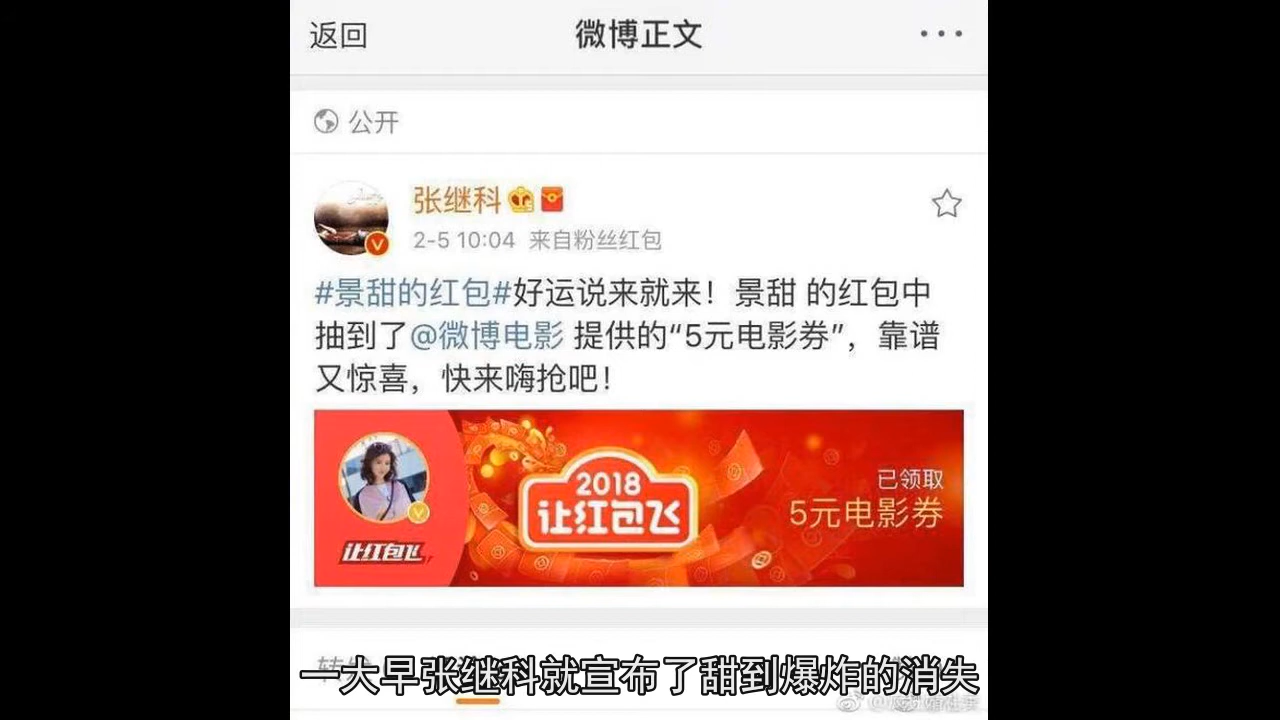 返回 微博正文
公开
张继科
2-5 10:04 来自粉丝红包
#景甜的红包#好运说来就来！景甜 的红包中
抽到了@微博电影 提供的“5元电影券”，靠谱
又惊喜，快来嗨抢吧！
2018
让红包飞
已领取
5元电影券
让红包飞
一大早张继科就宣布了甜到爆炸的消失